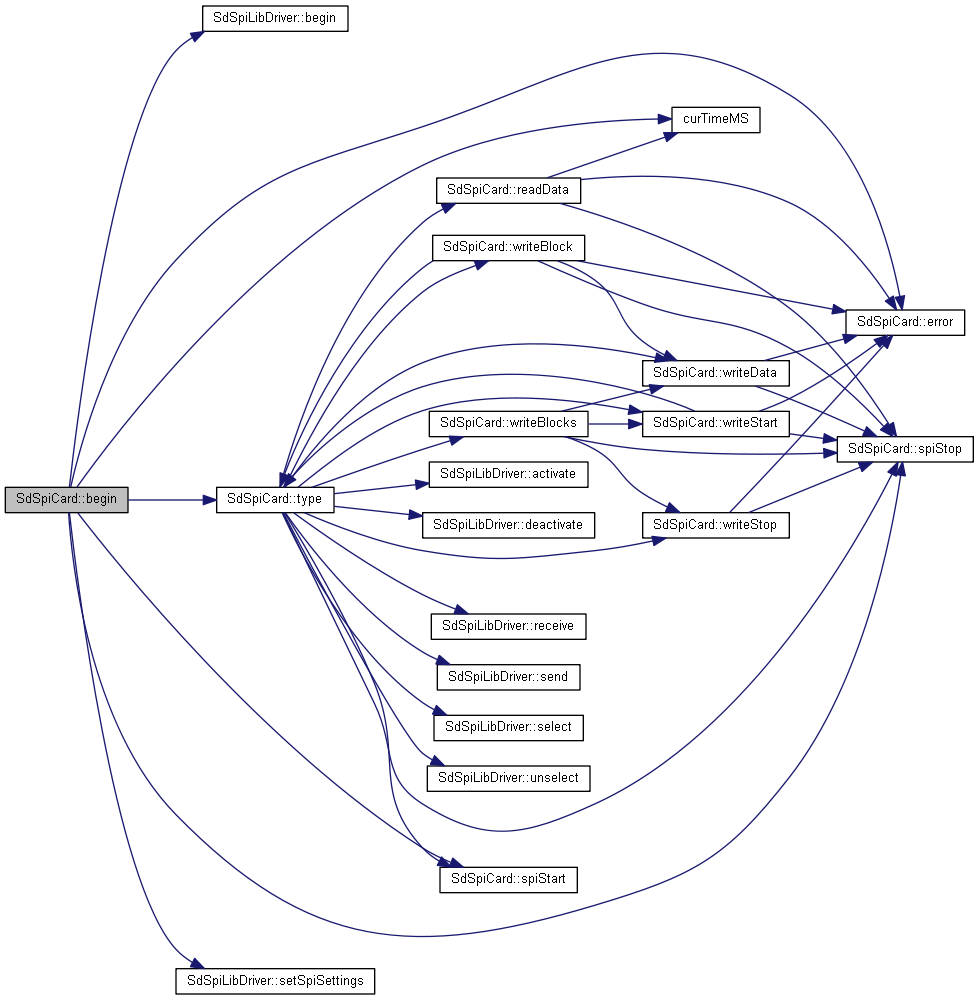 SdSpiLibDriver::begin
curTimeMS
SdSpiCard::readData
SdSpiCard::writeBlock
SdSpiCard::error
SdSpiCard::writeData
SdSpiCard::writeBlocks
SdSpiCard::writeStart
SdSpiCard::spiStop
SdSpiLibDriver::activate
SdSpiCard::begin
SdSpiCard::type
SdSpiLibDriver::deactivate
SdSpiCard::writeStop
SdSpiLibDriver::receive
SdSpiLibDriver::send
SdSpiLibDriver::select
SdSpiLibDriver::unselect
SdSpiCard::spiStart
SdSpiLibDriver::setSpiSettings